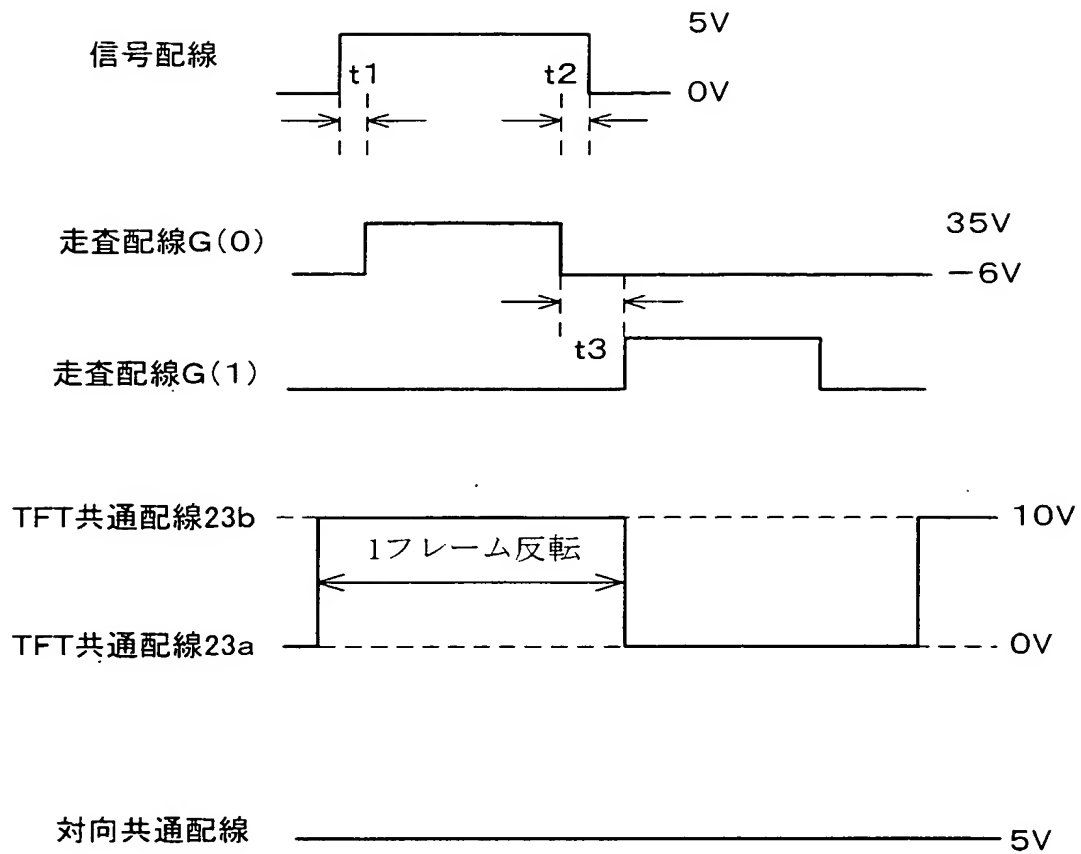 信号配線
5V
t1
t2
0V
走査配線G(0)
35V
-6V
t3
走査配線G(1)
TFT共通配線23b
10V
1フレーム反転
TFT共通配線23a
0V
対向共通配線
5V